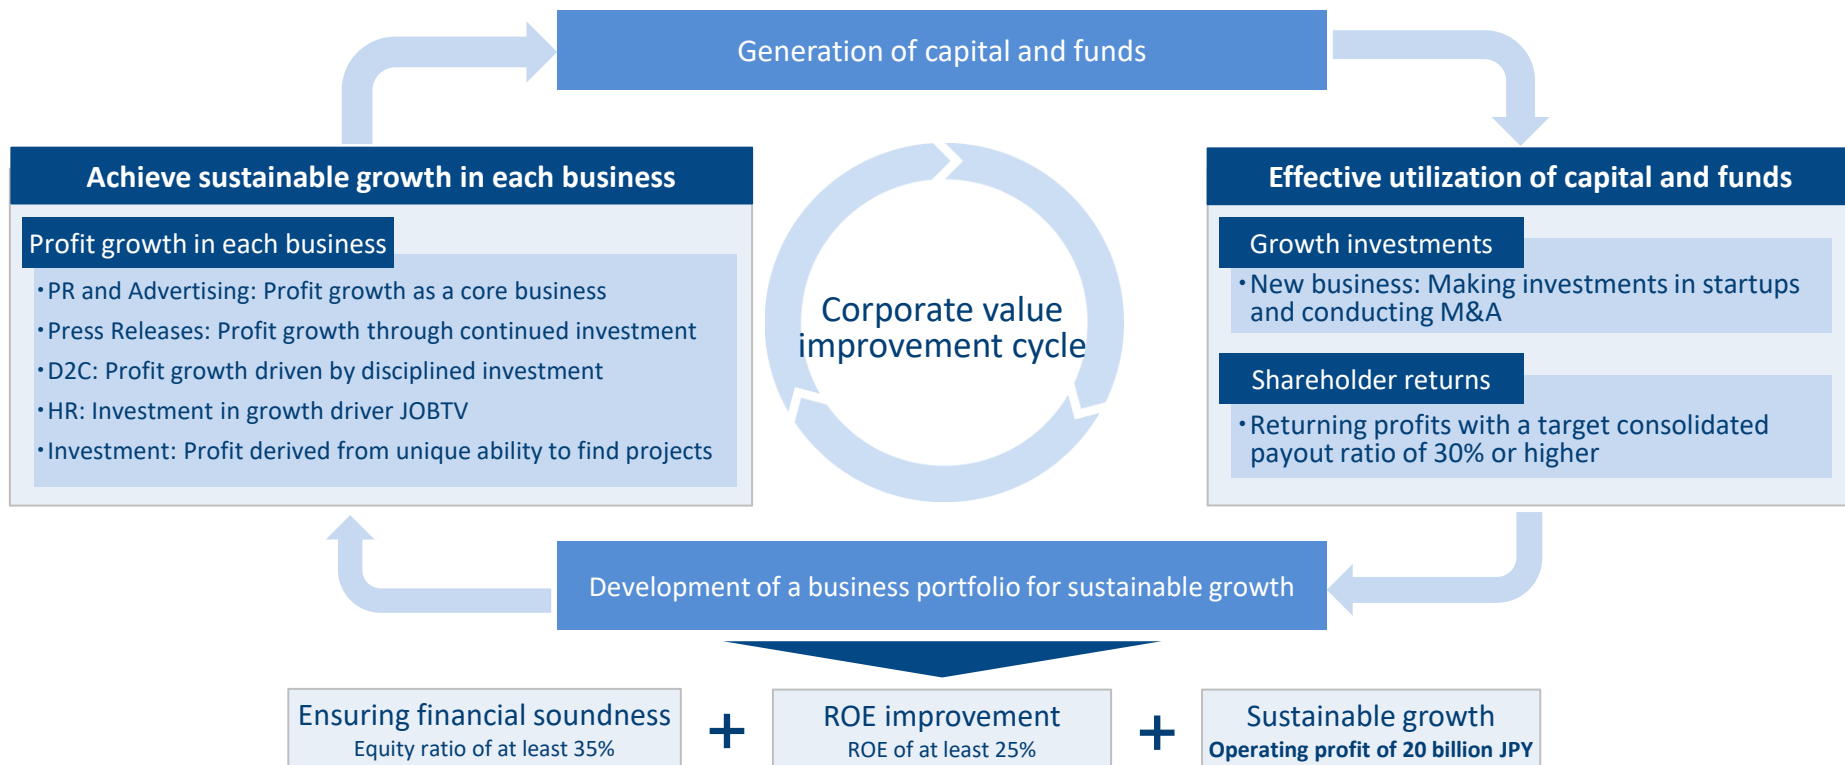 Generation of capital and funds
Achieve sustainable growth in each business
Profit growth in each business
・PR and Advertising: Profit growth as a core business
・Press Releases: Profit growth through continued investment
・D2C: Profit growth driven by disciplined investment
・HR: Investment in growth driver JOBTV
・Investment: Profit derived from unique ability to find projects
Corporate value
improvement cycle
Effective utilization of capital and funds
Growth investments
・New business: Making investments in startups
and conducting M&A
Shareholder returns
・Returning profits with a target consolidated
payout ratio of 30% or higher
Development of a business portfolio for sustainable growth
Ensuring financial soundness
Equity ratio of at least 35%
+
ROE improvement
ROE of at least 25%
+
Sustainable growth
Operating profit of 20 billion JPY